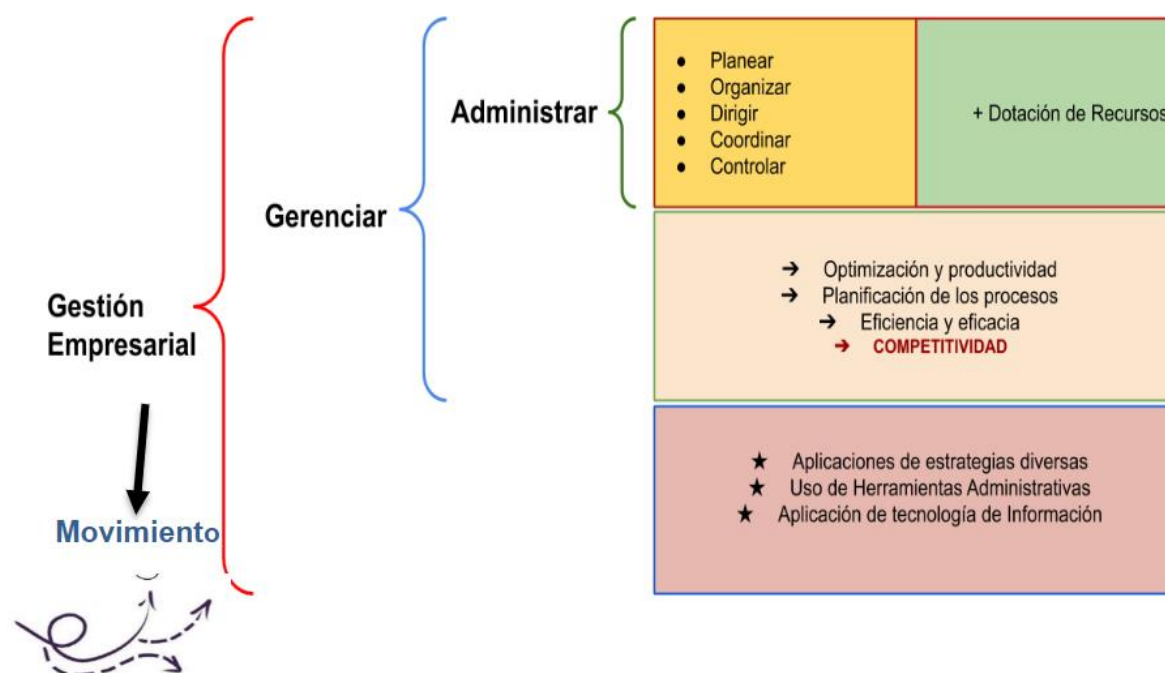 Gestión
Empresarial
Movimiento
Gerenciar
Administrar
● Planear
● Organizar
● Dirigir
● Coordinar
● Controlar
+ Dotación de Recursos
➔ Optimización y productividad
➔ Planificación de los procesos
➔ Eficiencia y eficacia
➔ COMPETITIVIDAD
★ Aplicaciones de estrategias diversas
★ Uso de Herramientas Administrativas
★ Aplicación de tecnología de Información